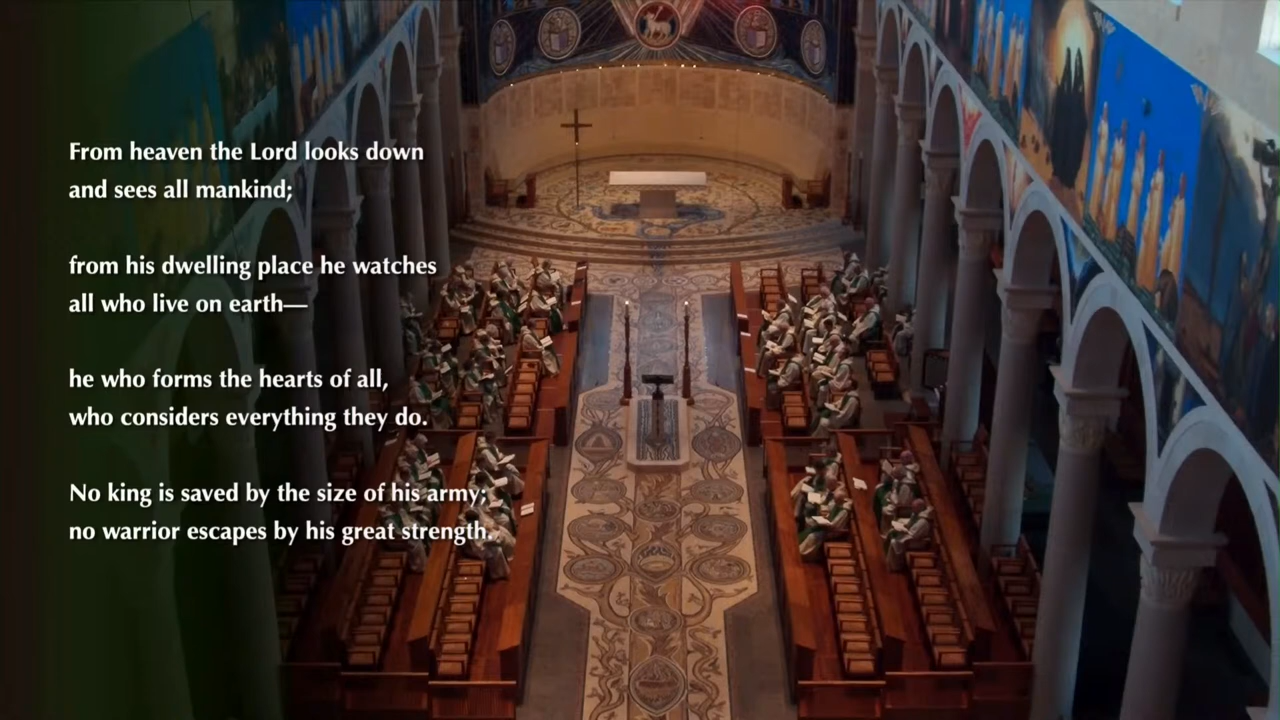 From heaven the Lord looks down
and sees all mankind;
from his dwelling place he watches
all who live on earth—
he who forms the hearts of all,
who considers everything they do.
No king is saved by the size of his army;
no warrior escapes by his great strength.